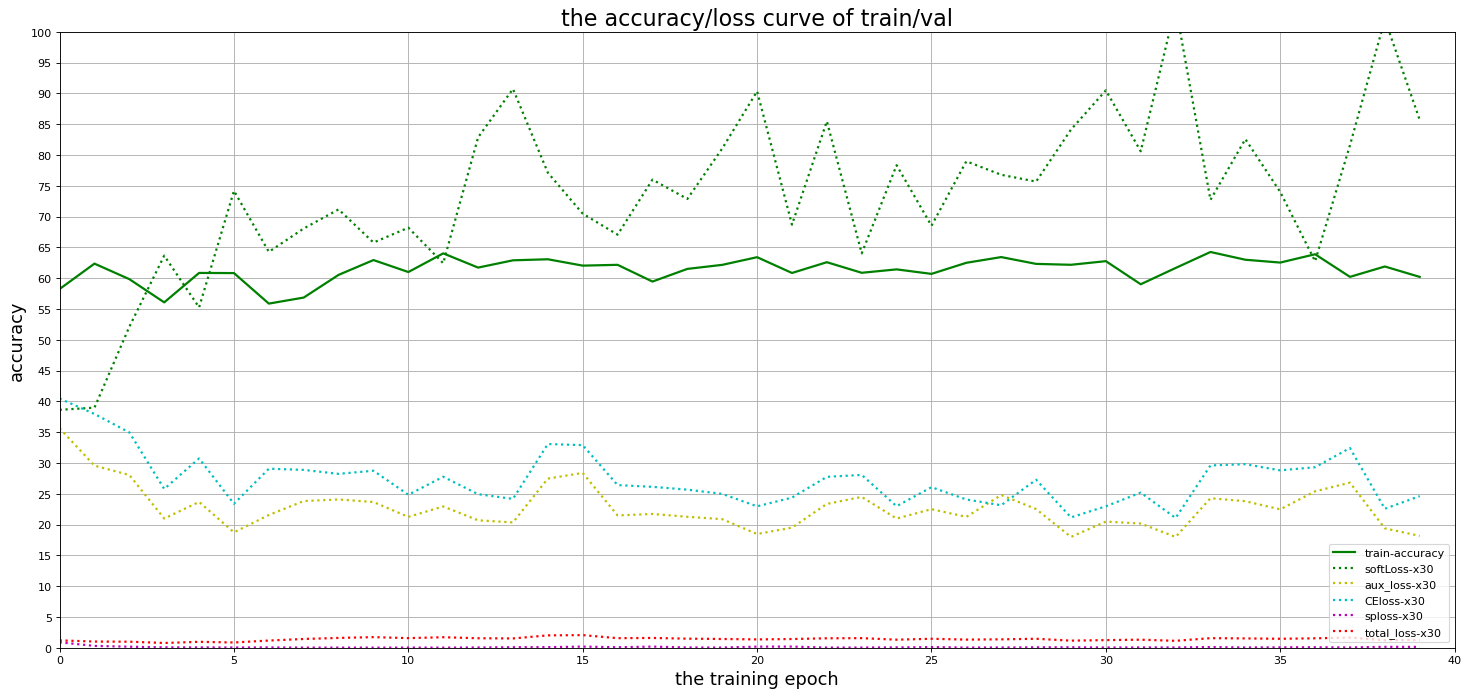 the accuracy/loss curve of train/val
100
95
90
85
80
75
70
65
60
55
50
45
40
35
30
25
20
15
10
5
0
accuracy
train-accuracy
softLoss-x30
aux_loss-x30
CEloss-x30
sploss-x30
total_loss-x30
0 5 10 15 20 25 30 35 40
the training epoch